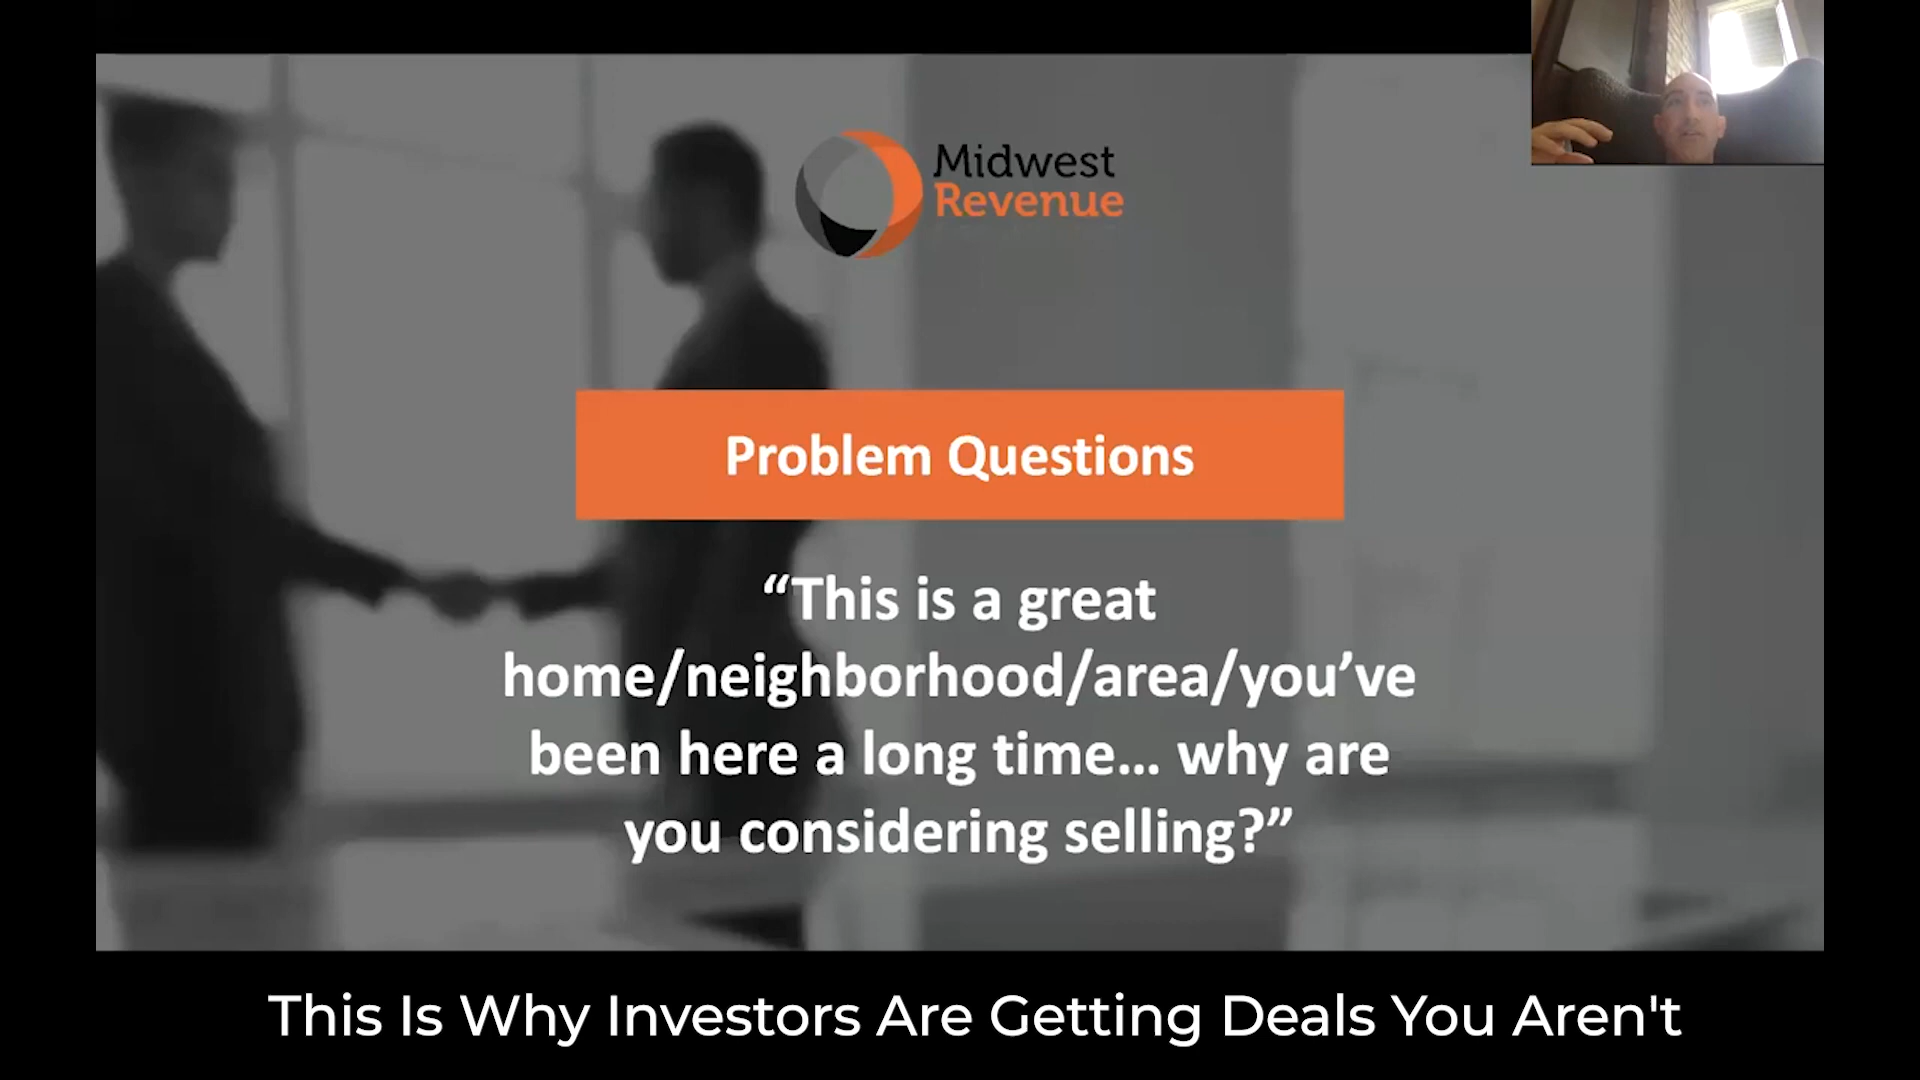 Midwest
Revenue
Problem Questions
“This is a great
home/neighborhood/area/you’ve
been here a long time... why are
you considering selling?”
This Is Why Investors Are Getting Deals You Aren't